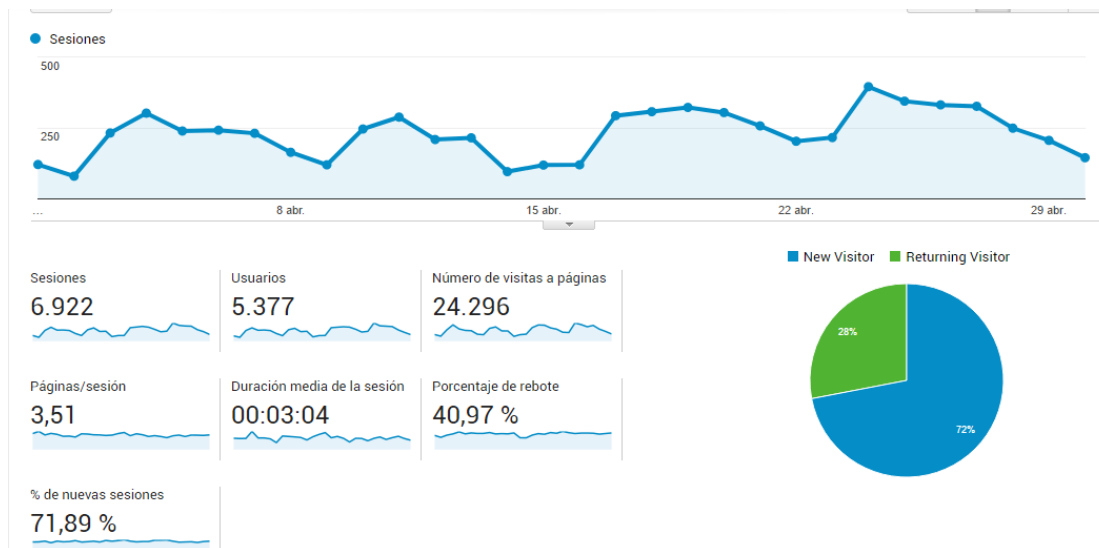 Sesiones
500
250
... 8 abr. 15 abr. 22 abr. 29 abr.
New Visitor Returning Visitor
Sesiones Usuarios Número de visitas a páginas
6.922 5.377 24.296
28%
72%
Páginas/sesión Duración media de la sesión Porcentaje de rebote
3,51 00:03:04 40,97 %
% de nuevas sesiones
71,89 %